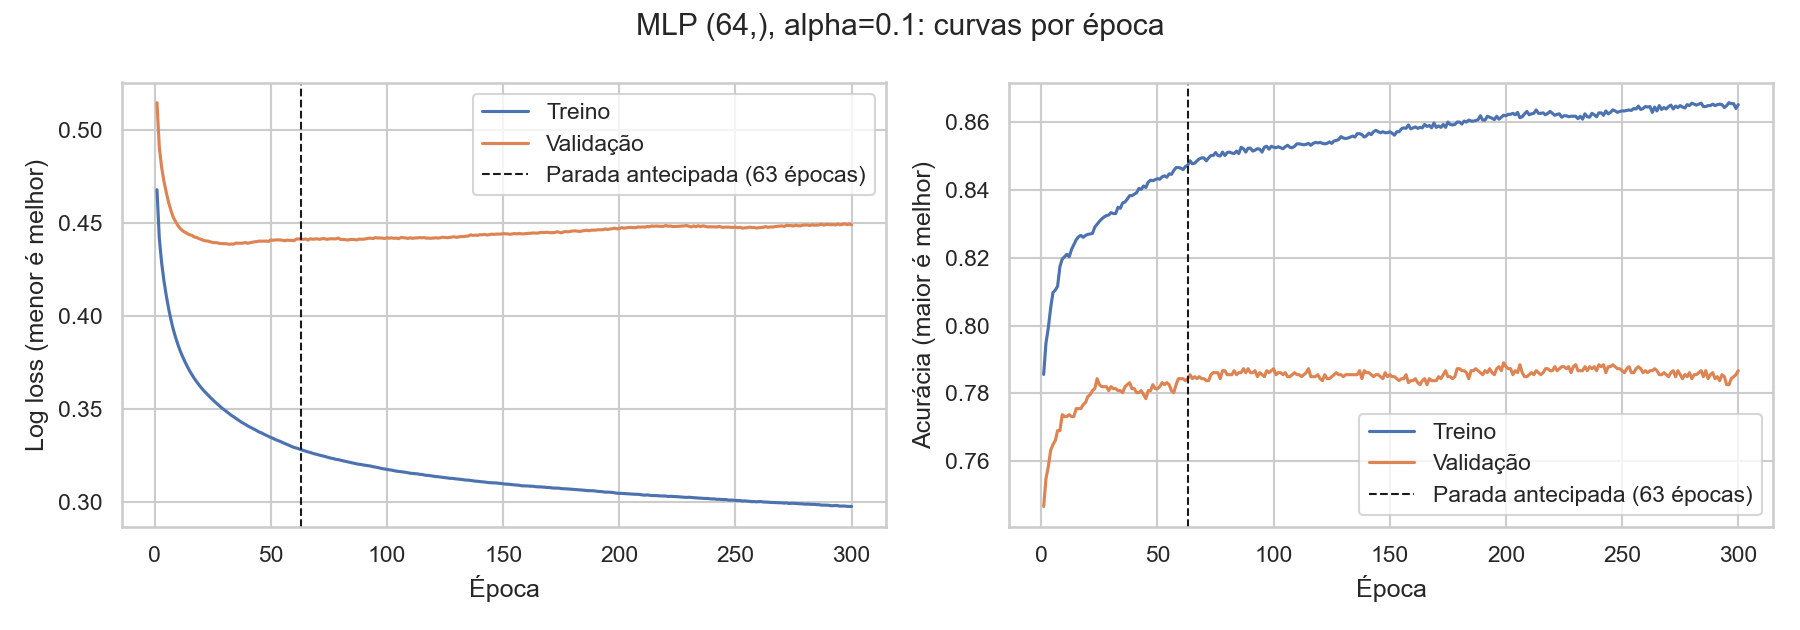 MLP (64,), alpha=0.1: curvas por época
Log loss (menor é melhor)
0.50
0.45
0.40
0.35
0.30
0 50 100 150 200 250 300
Época
Treino
Validação
Parada antecipada (63 épocas)
Acurácia (maior é melhor)
0.86
0.84
0.82
0.80
0.78
0.76
0 50 100 150 200 250 300
Época
Treino
Validação
Parada antecipada (63 épocas)